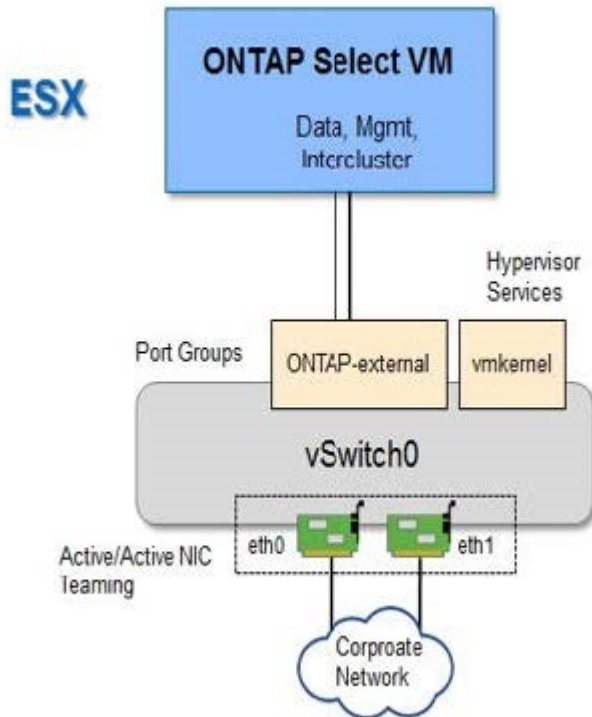 ESX
ONTAP Select VM
Data, Mgmt,
Intercluster
Hypervisor
Services
Port Groups
ONTAP-external
vmkernel
vSwitch0
eth0
eth1
Active/Active NIC
Teaming
Corproate
Network